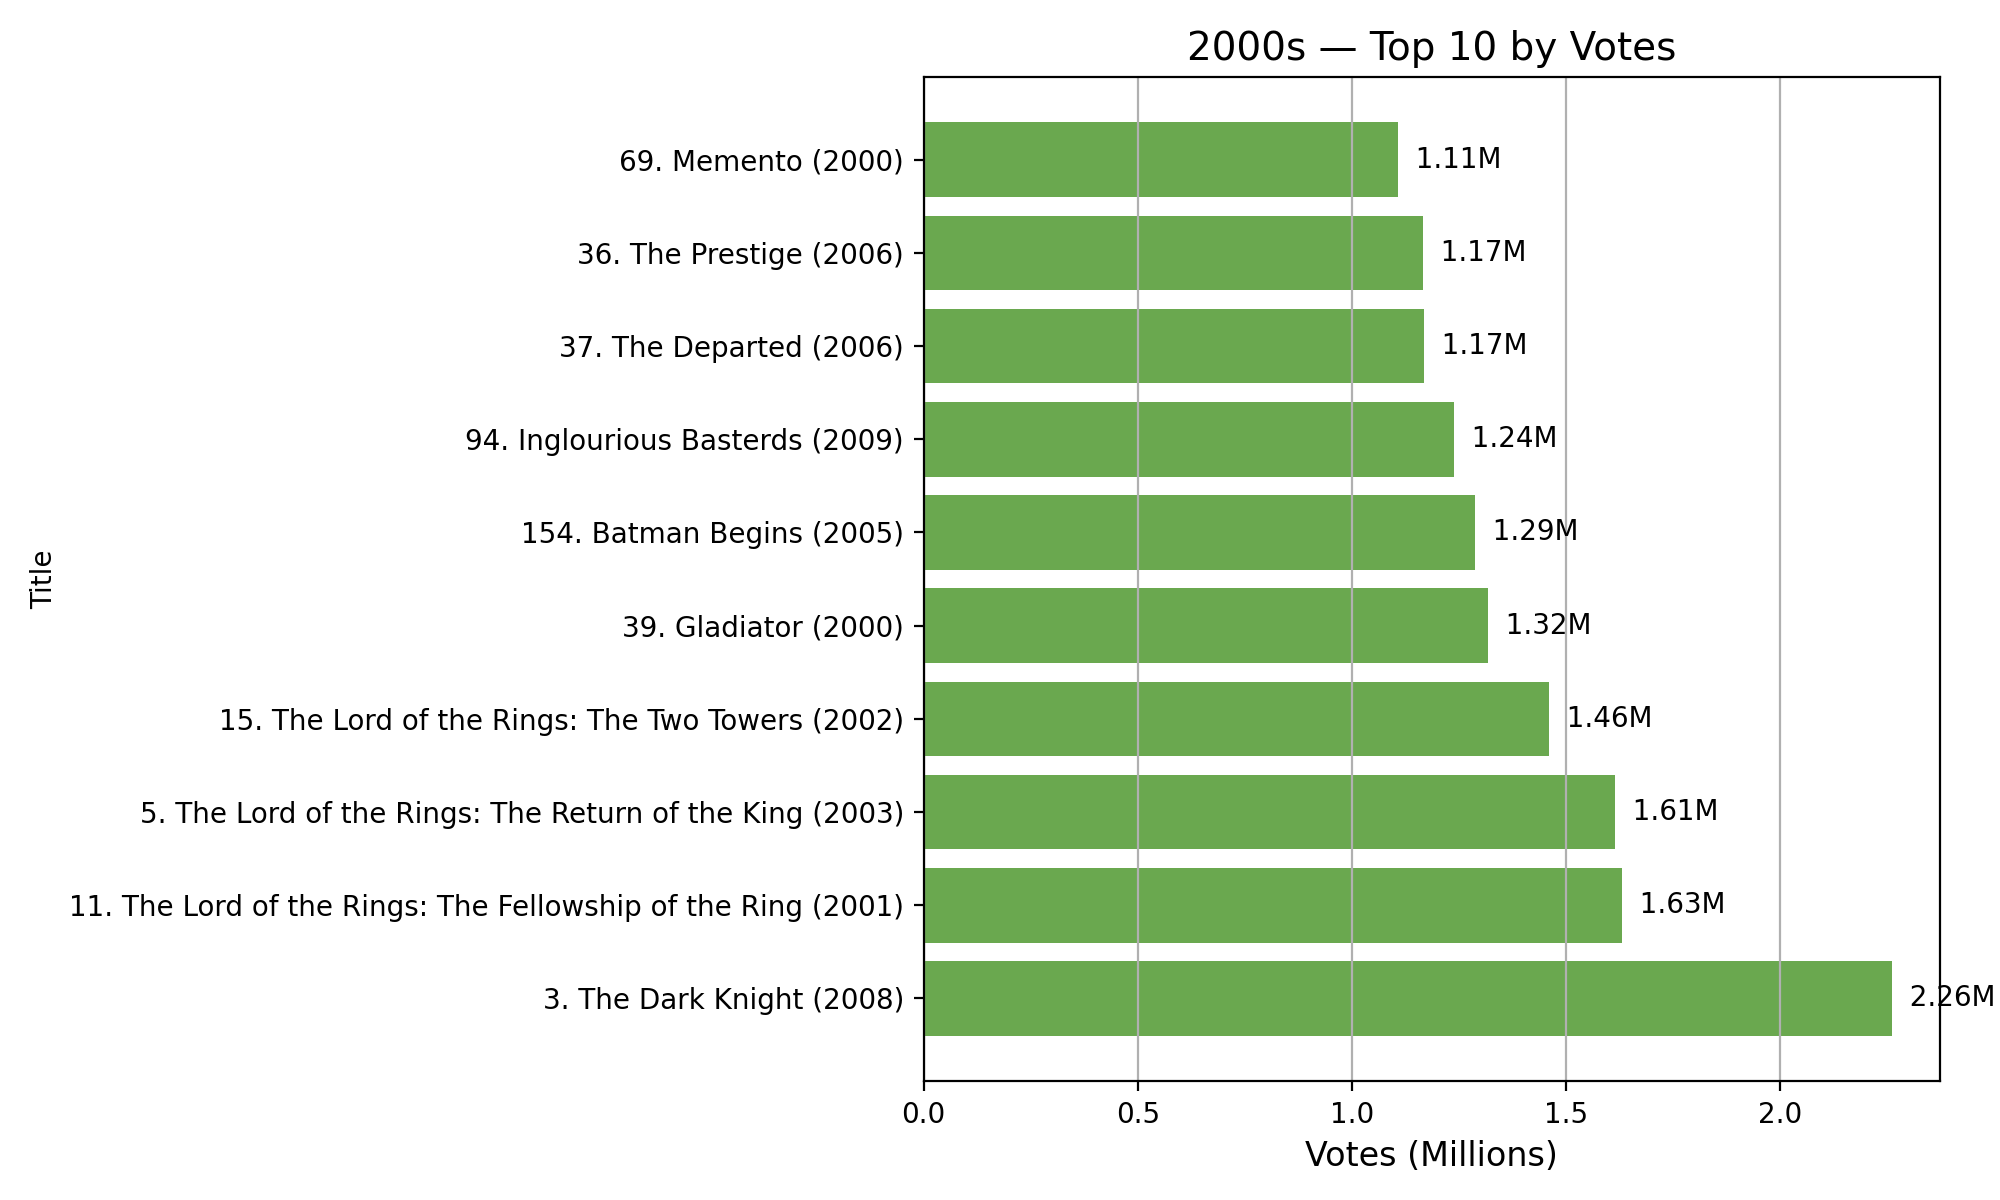 2000s — Top 10 by Votes
69. Memento (2000) 1.11M
36. The Prestige (2006) 1.17M
37. The Departed (2006) 1.17M
94. Inglourious Basterds (2009) 1.24M
154. Batman Begins (2005) 1.29M
39. Gladiator (2000) 1.32M
15. The Lord of the Rings: The Two Towers (2002) 1.46M
5. The Lord of the Rings: The Return of the King (2003) 1.61M
11. The Lord of the Rings: The Fellowship of the Ring (2001) 1.63M
3. The Dark Knight (2008) 2.26M
Title
0.0 0.5 1.0 1.5 2.0
Votes (Millions)